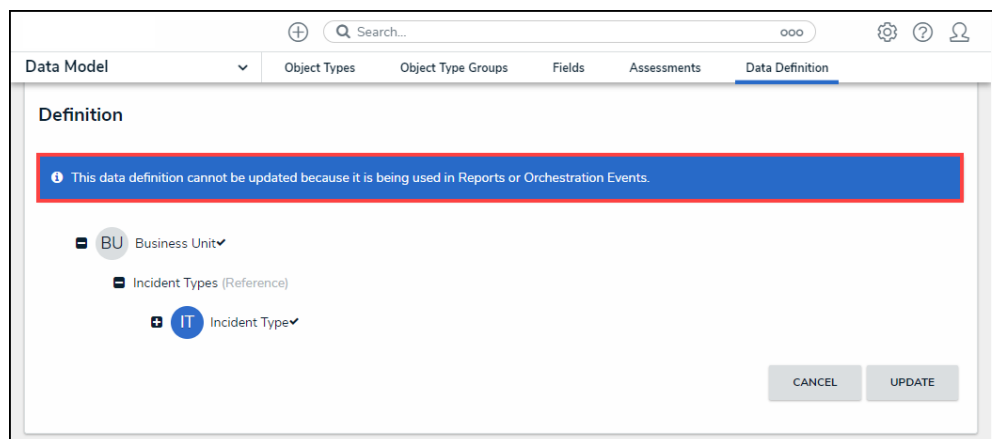 Search... ooo
Data Model Object Types Object Type Groups Fields Assessments Data Definition
Definition
This data definition cannot be updated because it is being used in Reports or Orchestration Events.
BU Business Unit
Incident Types (Reference)
IT Incident Type
CANCEL UPDATE